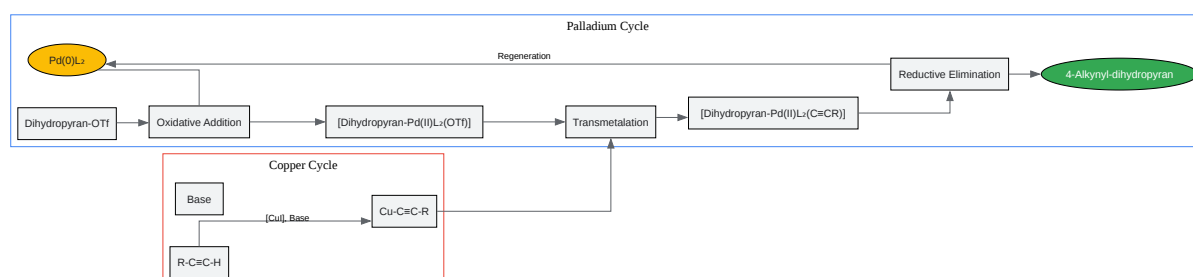 Palladium Cycle
Pd(0)L₂
Regeneration
Reductive Elimination
4-Alkynyl-dihydropyran
Dihydropyran-OTf
Oxidative Addition
[Dihydropyran-Pd(II)L₂(OTf)]
Transmetalation
[Dihydropyran-Pd(II)L₂(C≡CR)]
Copper Cycle
Base
[CuI], Base
Cu-C≡C-R
R-C≡C-H